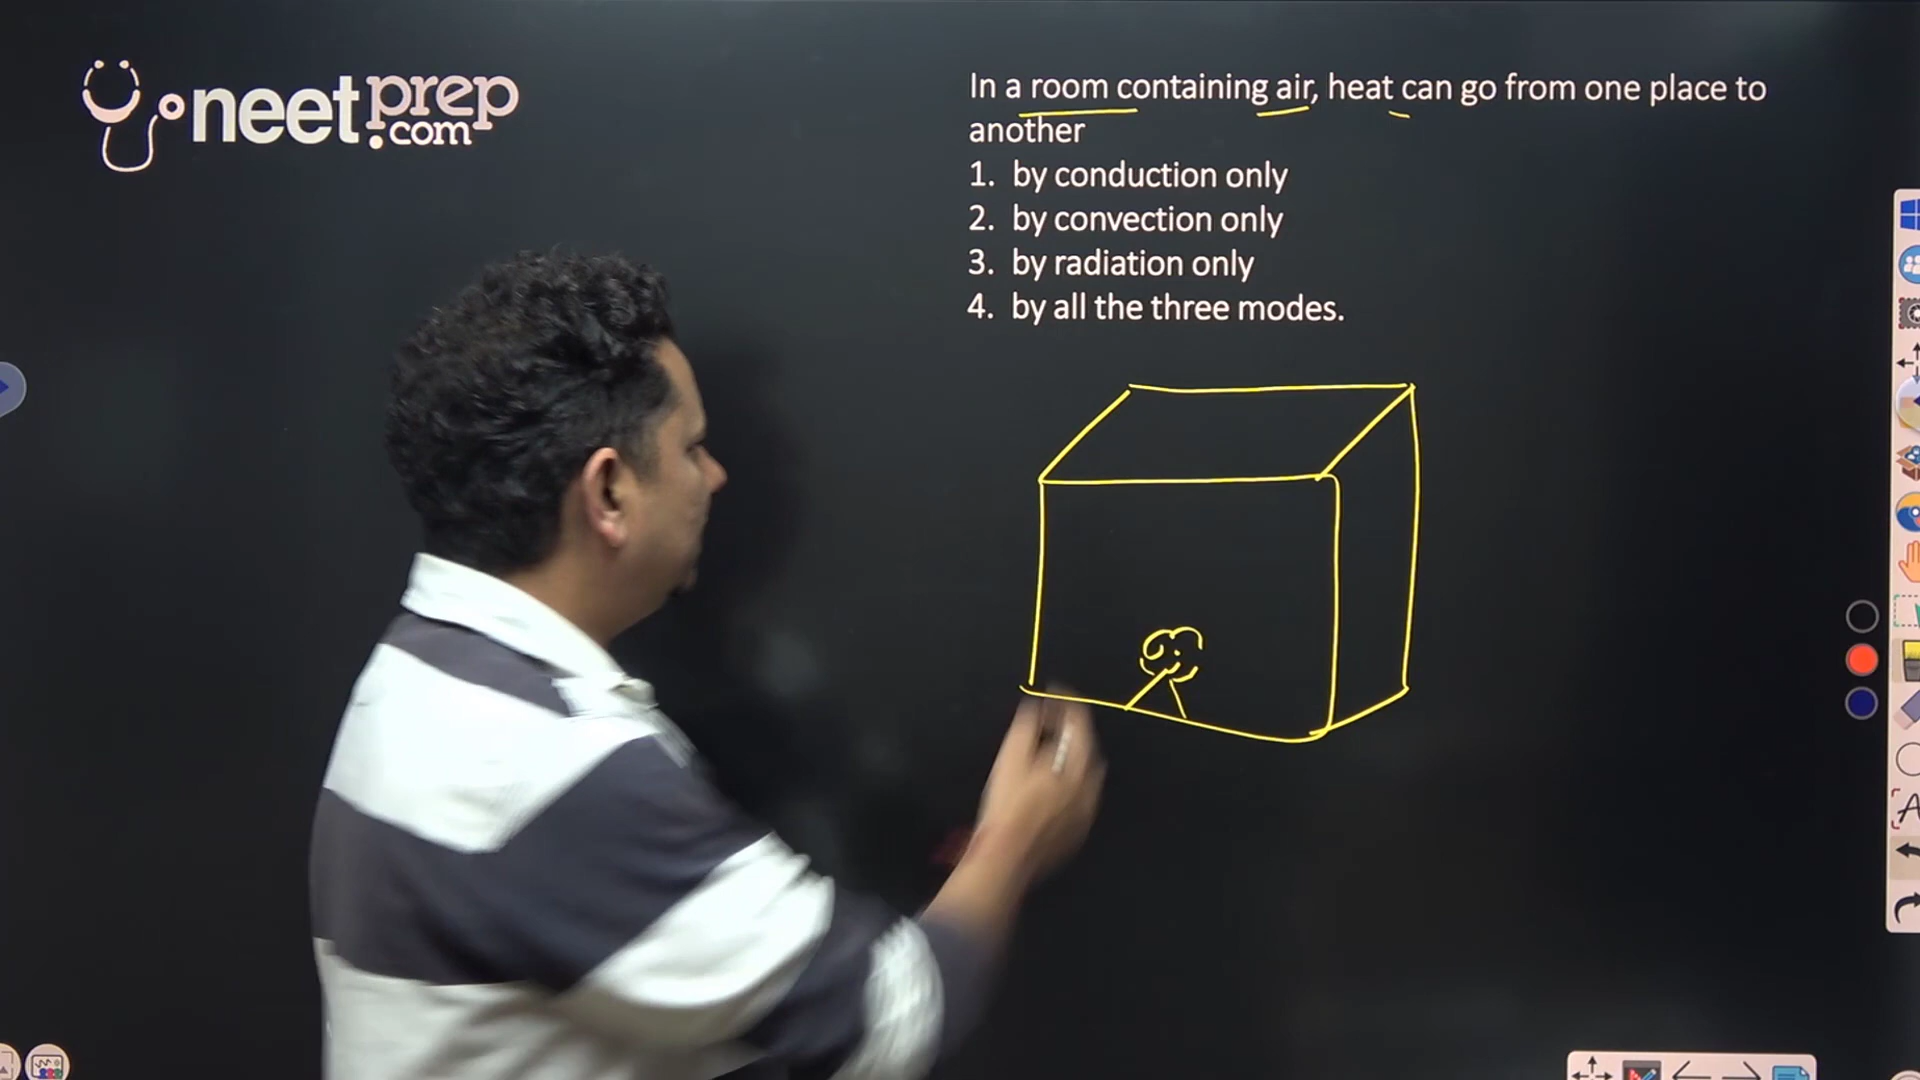 neetprep
.com
In a room containing air, heat can go from one place to
another
1. by conduction only
2. by convection only
3. by radiation only
4. by all the three modes.
A